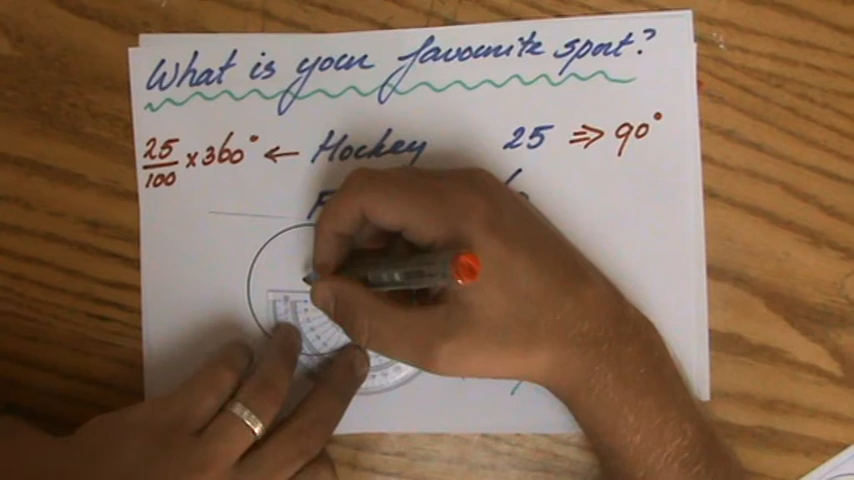 What is your favourite sport?
25/100 × 360° ← Hockey 25 ⇒ 90°